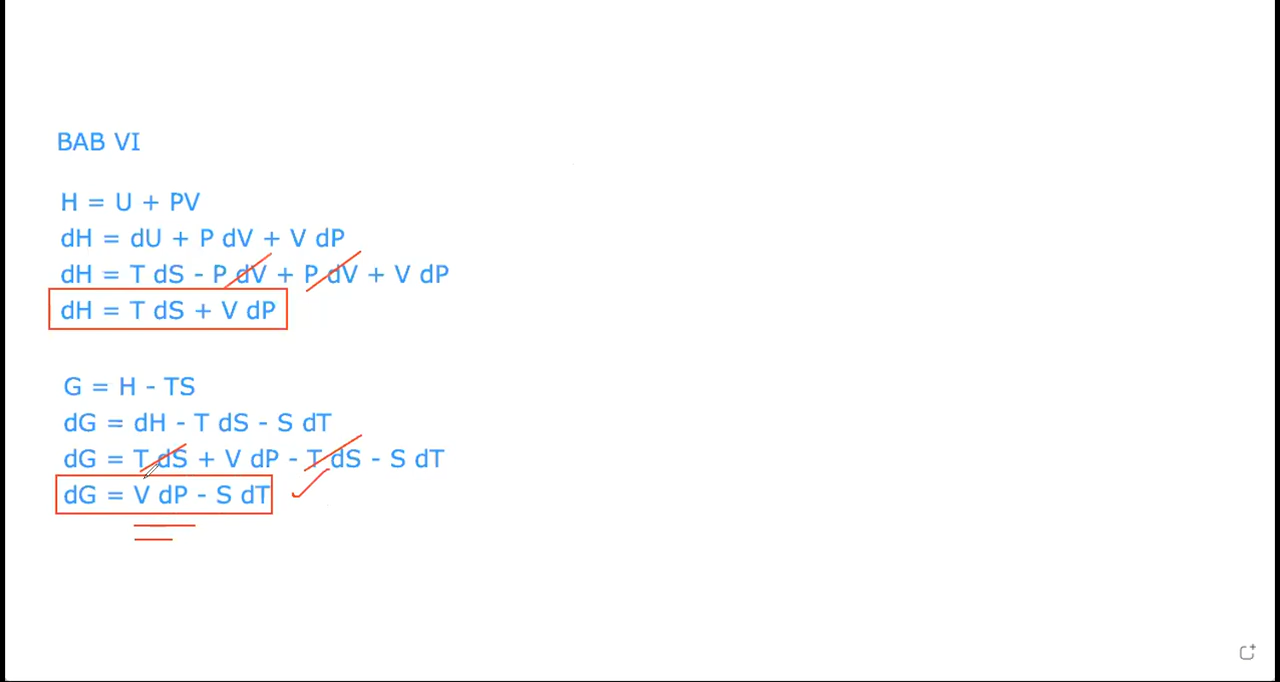 BAB VI
H = U + PV
dH = dU + P dV + V dP
dH = T dS - P dV + P dV + V dP
dH = T dS + V dP
G = H - TS
dG = dH - T dS - S dT
dG = T dS + V dP - T dS - S dT
dG = V dP - S dT